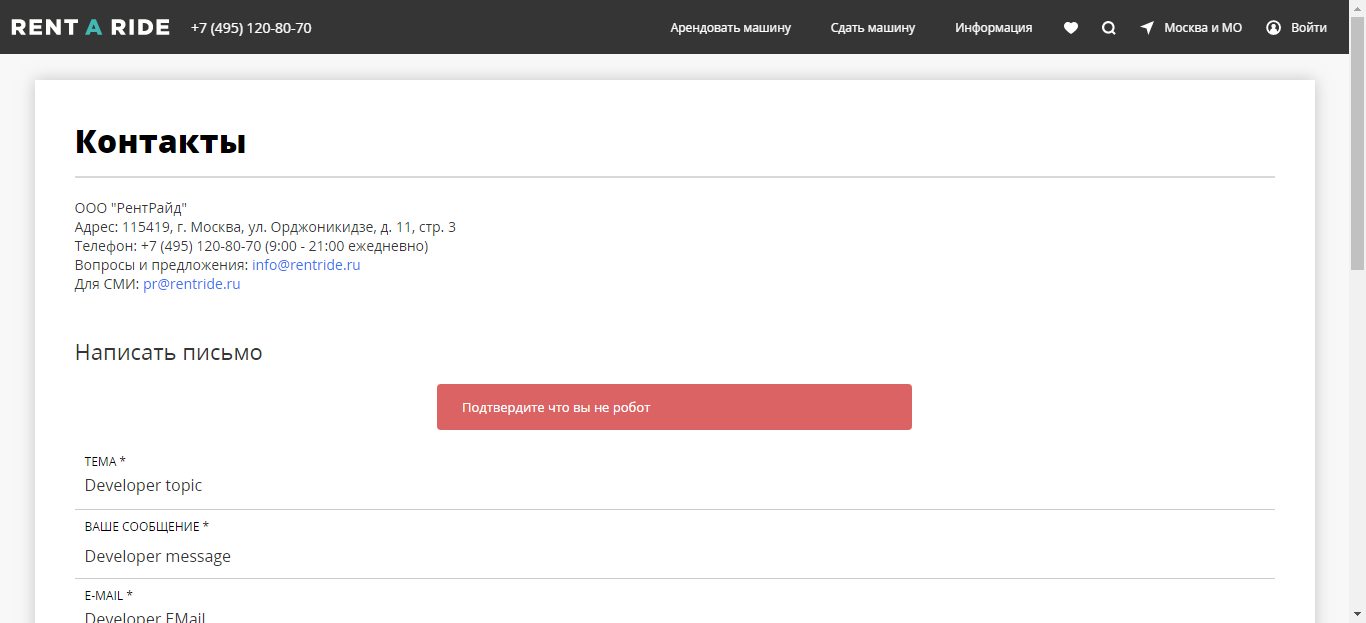 RENT A RIDE +7 (495) 120-80-70 Арендовать машину Сдать машину Информация Москва и МО Войти
Контакты
ООО "РентРайд"
Адрес: 115419, г. Москва, ул. Орджоникидзе, д. 11, стр. 3
Телефон: +7 (495) 120-80-70 (9:00 - 21:00 ежедневно)
Вопросы и предложения: info@rentride.ru
Для СМИ: pr@rentride.ru
Написать письмо
Подтвердите что вы не робот
ТЕМА *
Developer topic
ВАШЕ СООБЩЕНИЕ *
Developer message
E-MAIL *
Developer EMail